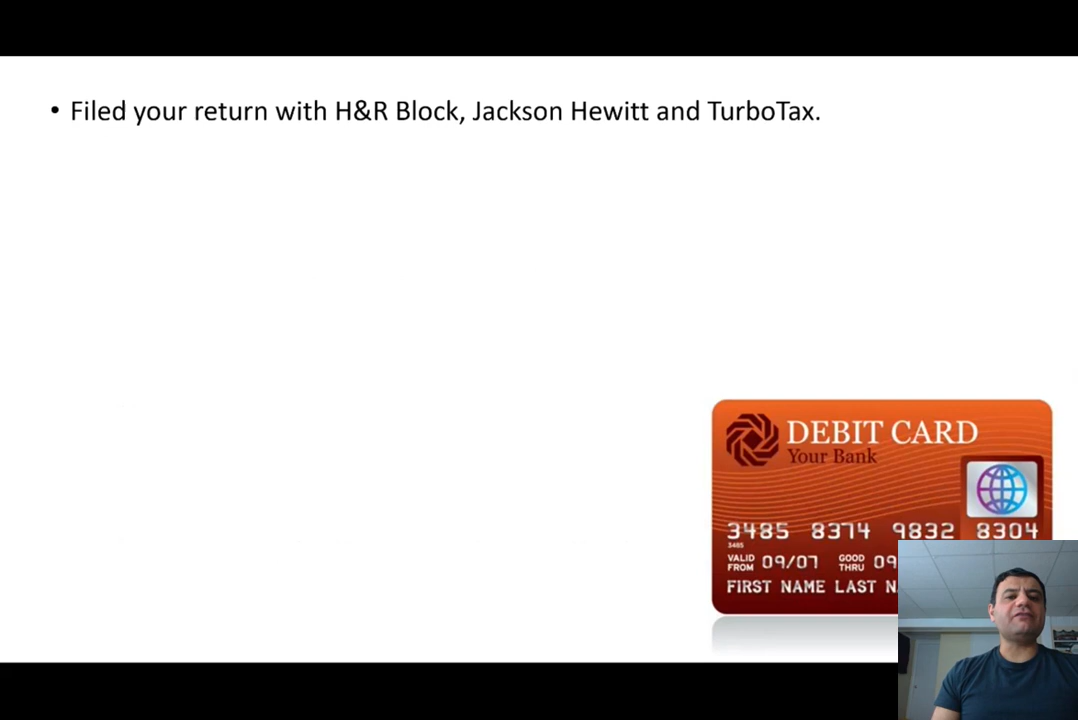 • Filed your return with H&R Block, Jackson Hewitt and TurboTax.
DEBIT CARD
Your Bank
3485 8374 9832 8304
3485
VALID FROM 09/07 GOOD THRU 09
FIRST NAME LAST